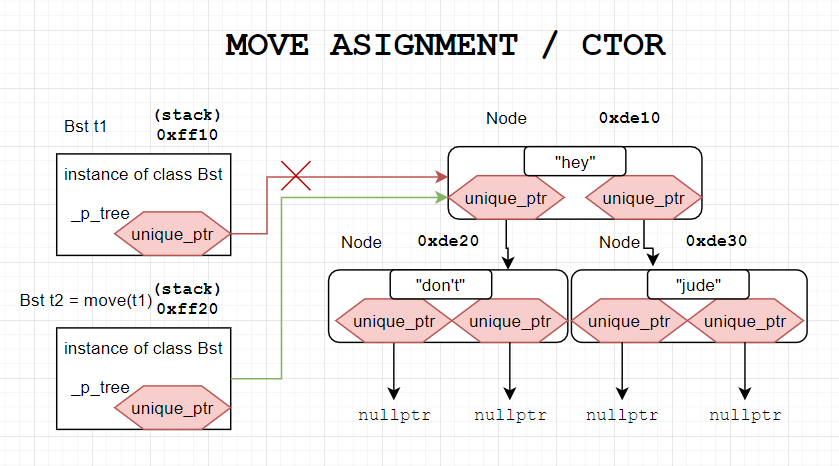 MOVE ASIGNMENT / CTOR
Bst t1
(stack)
0xff10
instance of class Bst
_p_tree
unique_ptr
Bst t2 = move(t1)
(stack)
0xff20
instance of class Bst
_p_tree
unique_ptr
Node
0xde10
"hey"
unique_ptr
unique_ptr
Node
0xde20
"don't"
unique_ptr
unique_ptr
Node
0xde30
"jude"
unique_ptr
unique_ptr
nullptr
nullptr
nullptr
nullptr